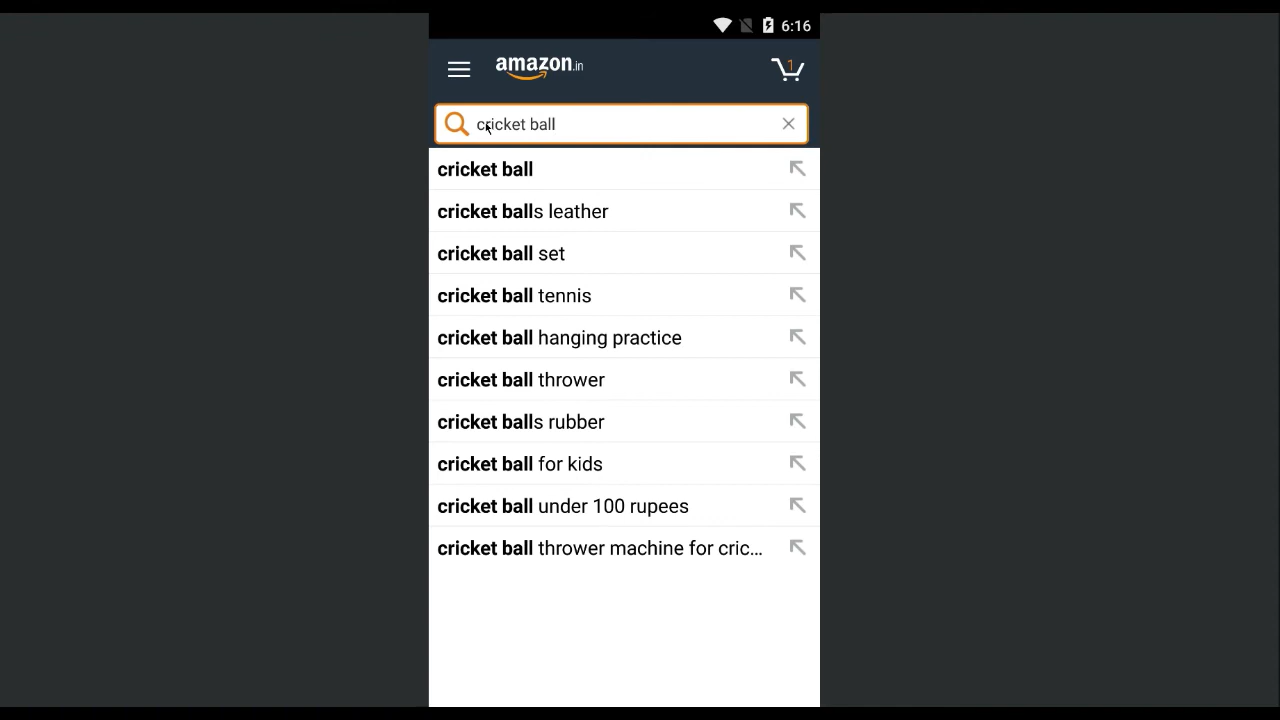 6:16
amazon.in
1
cricket ball
cricket ball
cricket balls leather
cricket ball set
cricket ball tennis
cricket ball hanging practice
cricket ball thrower
cricket balls rubber
cricket ball for kids
cricket ball under 100 rupees
cricket ball thrower machine for cric...